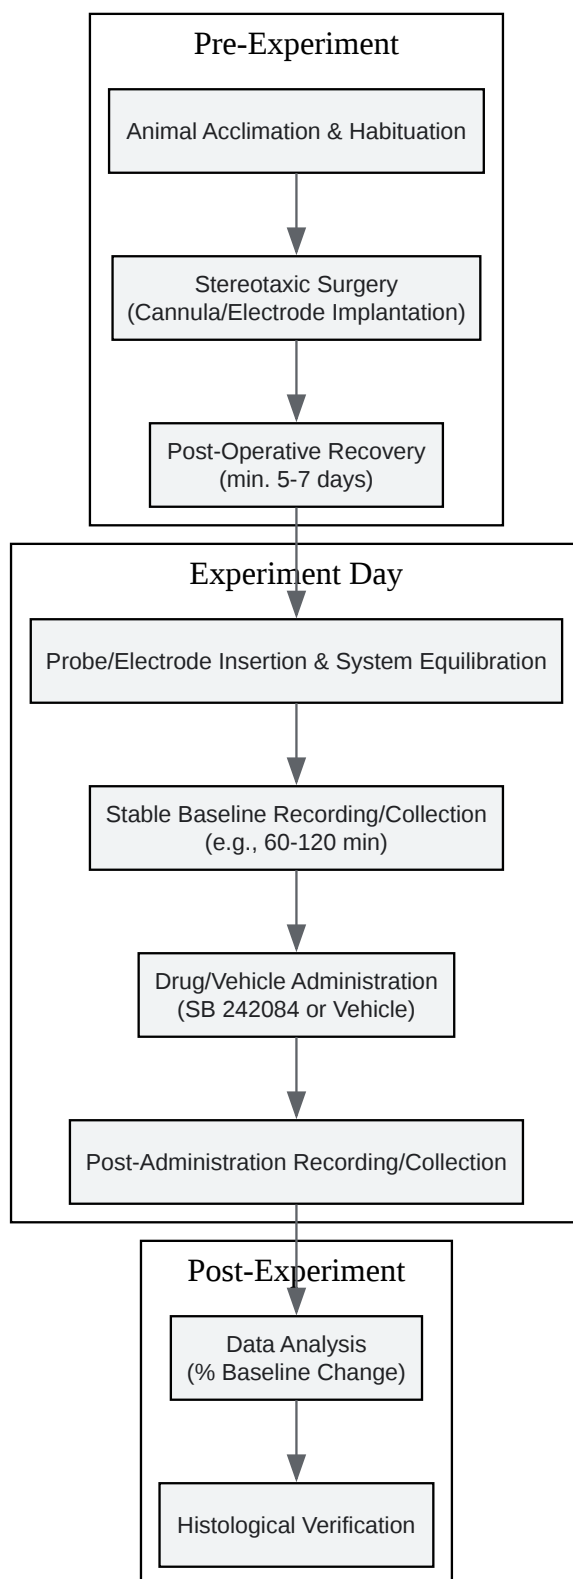 Pre-Experiment
Animal Acclimation & Habituation
Stereotaxic Surgery
(Cannula/Electrode Implantation)
Post-Operative Recovery
(min. 5-7 days)
Experiment Day
Probe/Electrode Insertion & System Equilibration
Stable Baseline Recording/Collection
(e.g., 60-120 min)
Drug/Vehicle Administration
(SB 242084 or Vehicle)
Post-Administration Recording/Collection
Post-Experiment
Data Analysis
(% Baseline Change)
Histological Verification